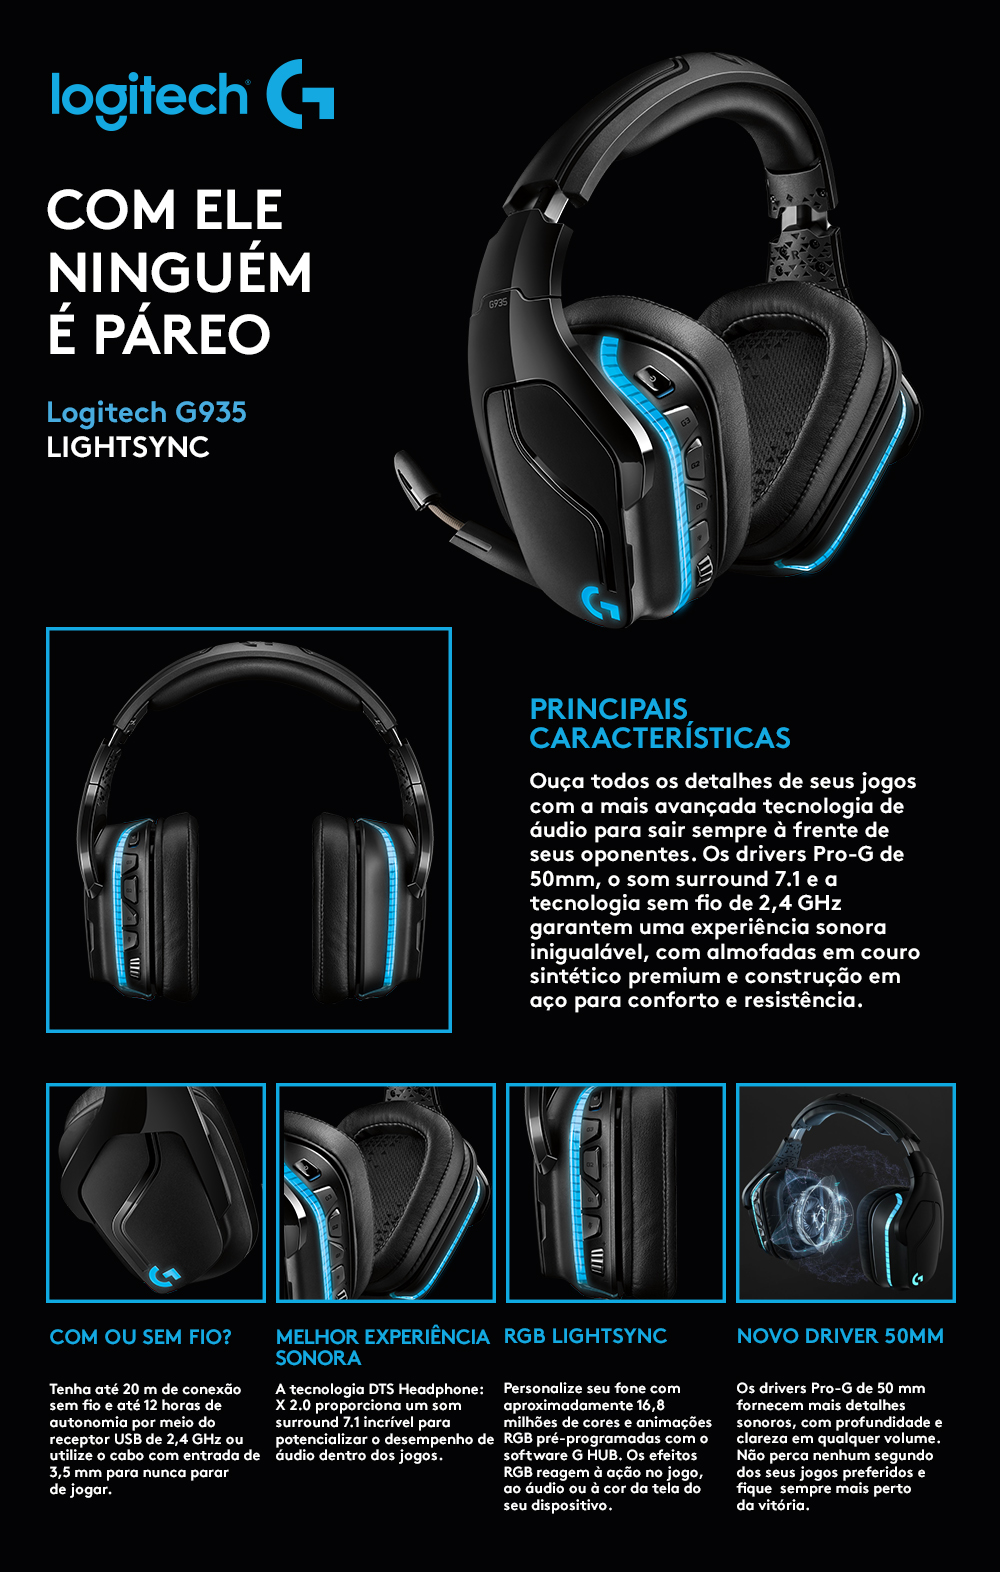 logitech
COM ELE
NINGUÉM
É PÁREO
Logitech G935
LIGHTSYNC
G935
G3
G2
PRINCIPAIS
CARACTERÍSTICAS
Ouça todos os detalhes de seus jogos
com a mais avançada tecnologia de
áudio para sair sempre à frente de
seus oponentes. Os drivers Pro-G de
50mm, o som surround 7.1 e a
tecnologia sem fio de 2,4 GHz
garantem uma experiência sonora
inigualável, com almofadas em couro
sintético premium e construção em
aço para conforto e resistência.
COM OU SEM FIO?
Tenha até 20 m de conexão
sem fio e até 12 horas de
autonomia por meio do
receptor USB de 2,4 GHz ou
utilize o cabo com entrada de
3,5 mm para nunca parar
de jogar.
MELHOR EXPERIÊNCIA
SONORA
A tecnologia DTS Headphone:
X 2.0 proporciona um som
surround 7.1 incrível para
potencializar o desempenho de
áudio dentro dos jogos.
RGB LIGHTSYNC
Personalize seu fone com
aproximadamente 16,8
milhões de cores e animações
RGB pré-programadas com o
software G HUB. Os efeitos
RGB reagem à ação no jogo,
ao áudio ou à cor da tela do
seu dispositivo.
NOVO DRIVER 50MM
Os drivers Pro-G de 50 mm
fornecem mais detalhes
sonoros, com profundidade e
clareza em qualquer volume.
Não perca nenhum segundo
dos seus jogos preferidos e
fique sempre mais perto
da vitória.